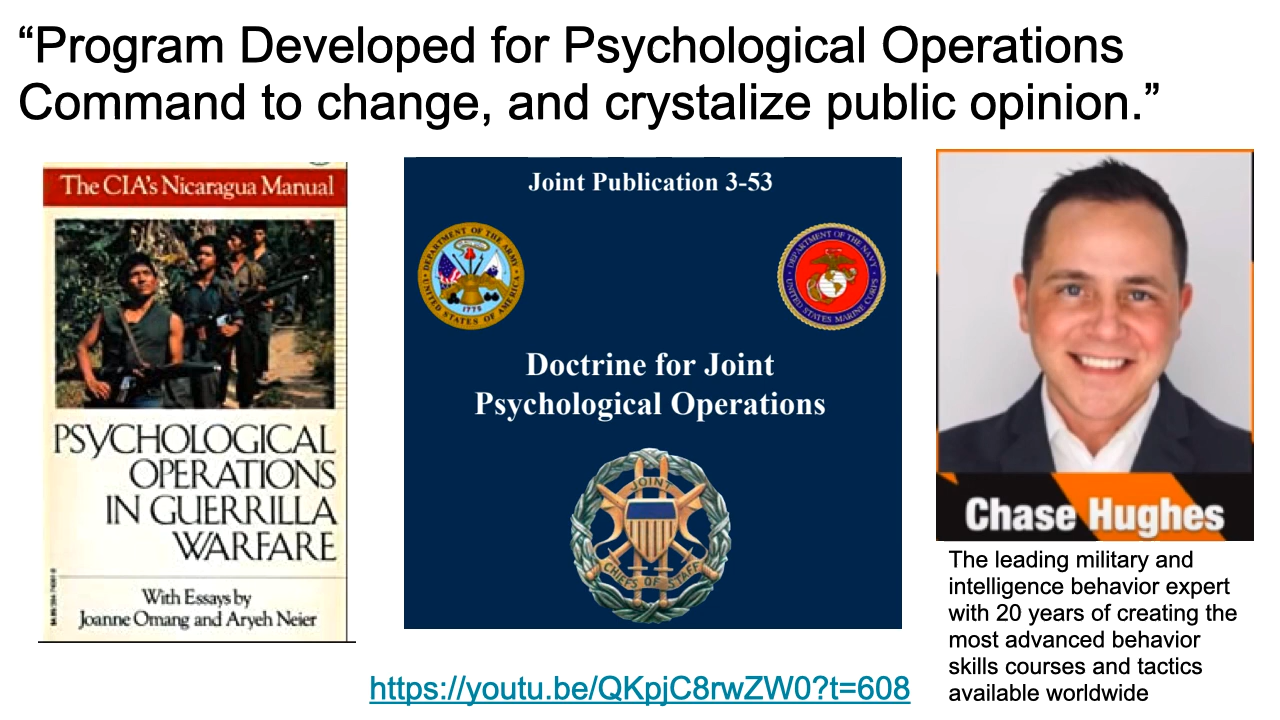 “Program Developed for Psychological Operations
Command to change, and crystalize public opinion.”
The CIA's Nicaragua Manual
PSYCHOLOGICAL
OPERATIONS
IN GUERRILLA
WARFARE
With Essays by
Joanne Omang and Aryeh Neier
Joint Publication 3-53
DEPARTMENT OF THE ARMY
UNITED STATES OF AMERICA
1775
DEPARTMENT OF THE NAVY
UNITED STATES MARINE CORPS
Doctrine for Joint
Psychological Operations
JOINT
CHIEFS OF STAFF
Chase Hughes
The leading military and
intelligence behavior expert
with 20 years of creating the
most advanced behavior
skills courses and tactics
available worldwide
https://youtu.be/QKpjC8rwZW0?t=608